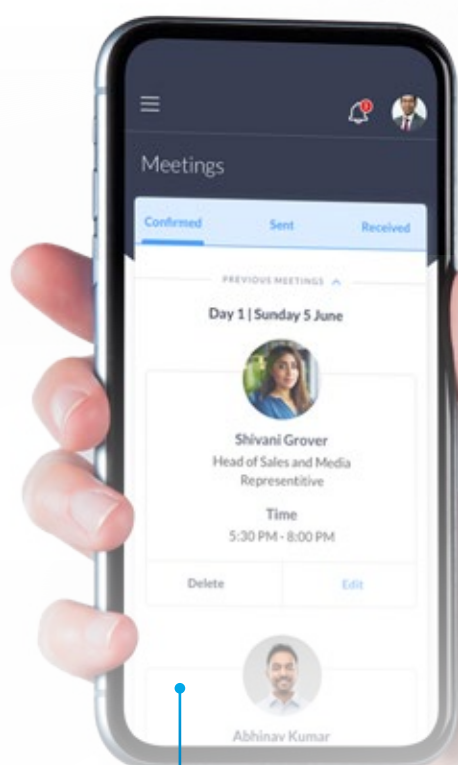 Meetings
Confirmed Sent Received
PREVIOUS MEETINGS
Day 1 | Sunday 5 June
Shivani Grover
Head of Sales and Media
Representitive
Time
5:30 PM - 8:00 PM
Delete Edit
Abhinav Kumar